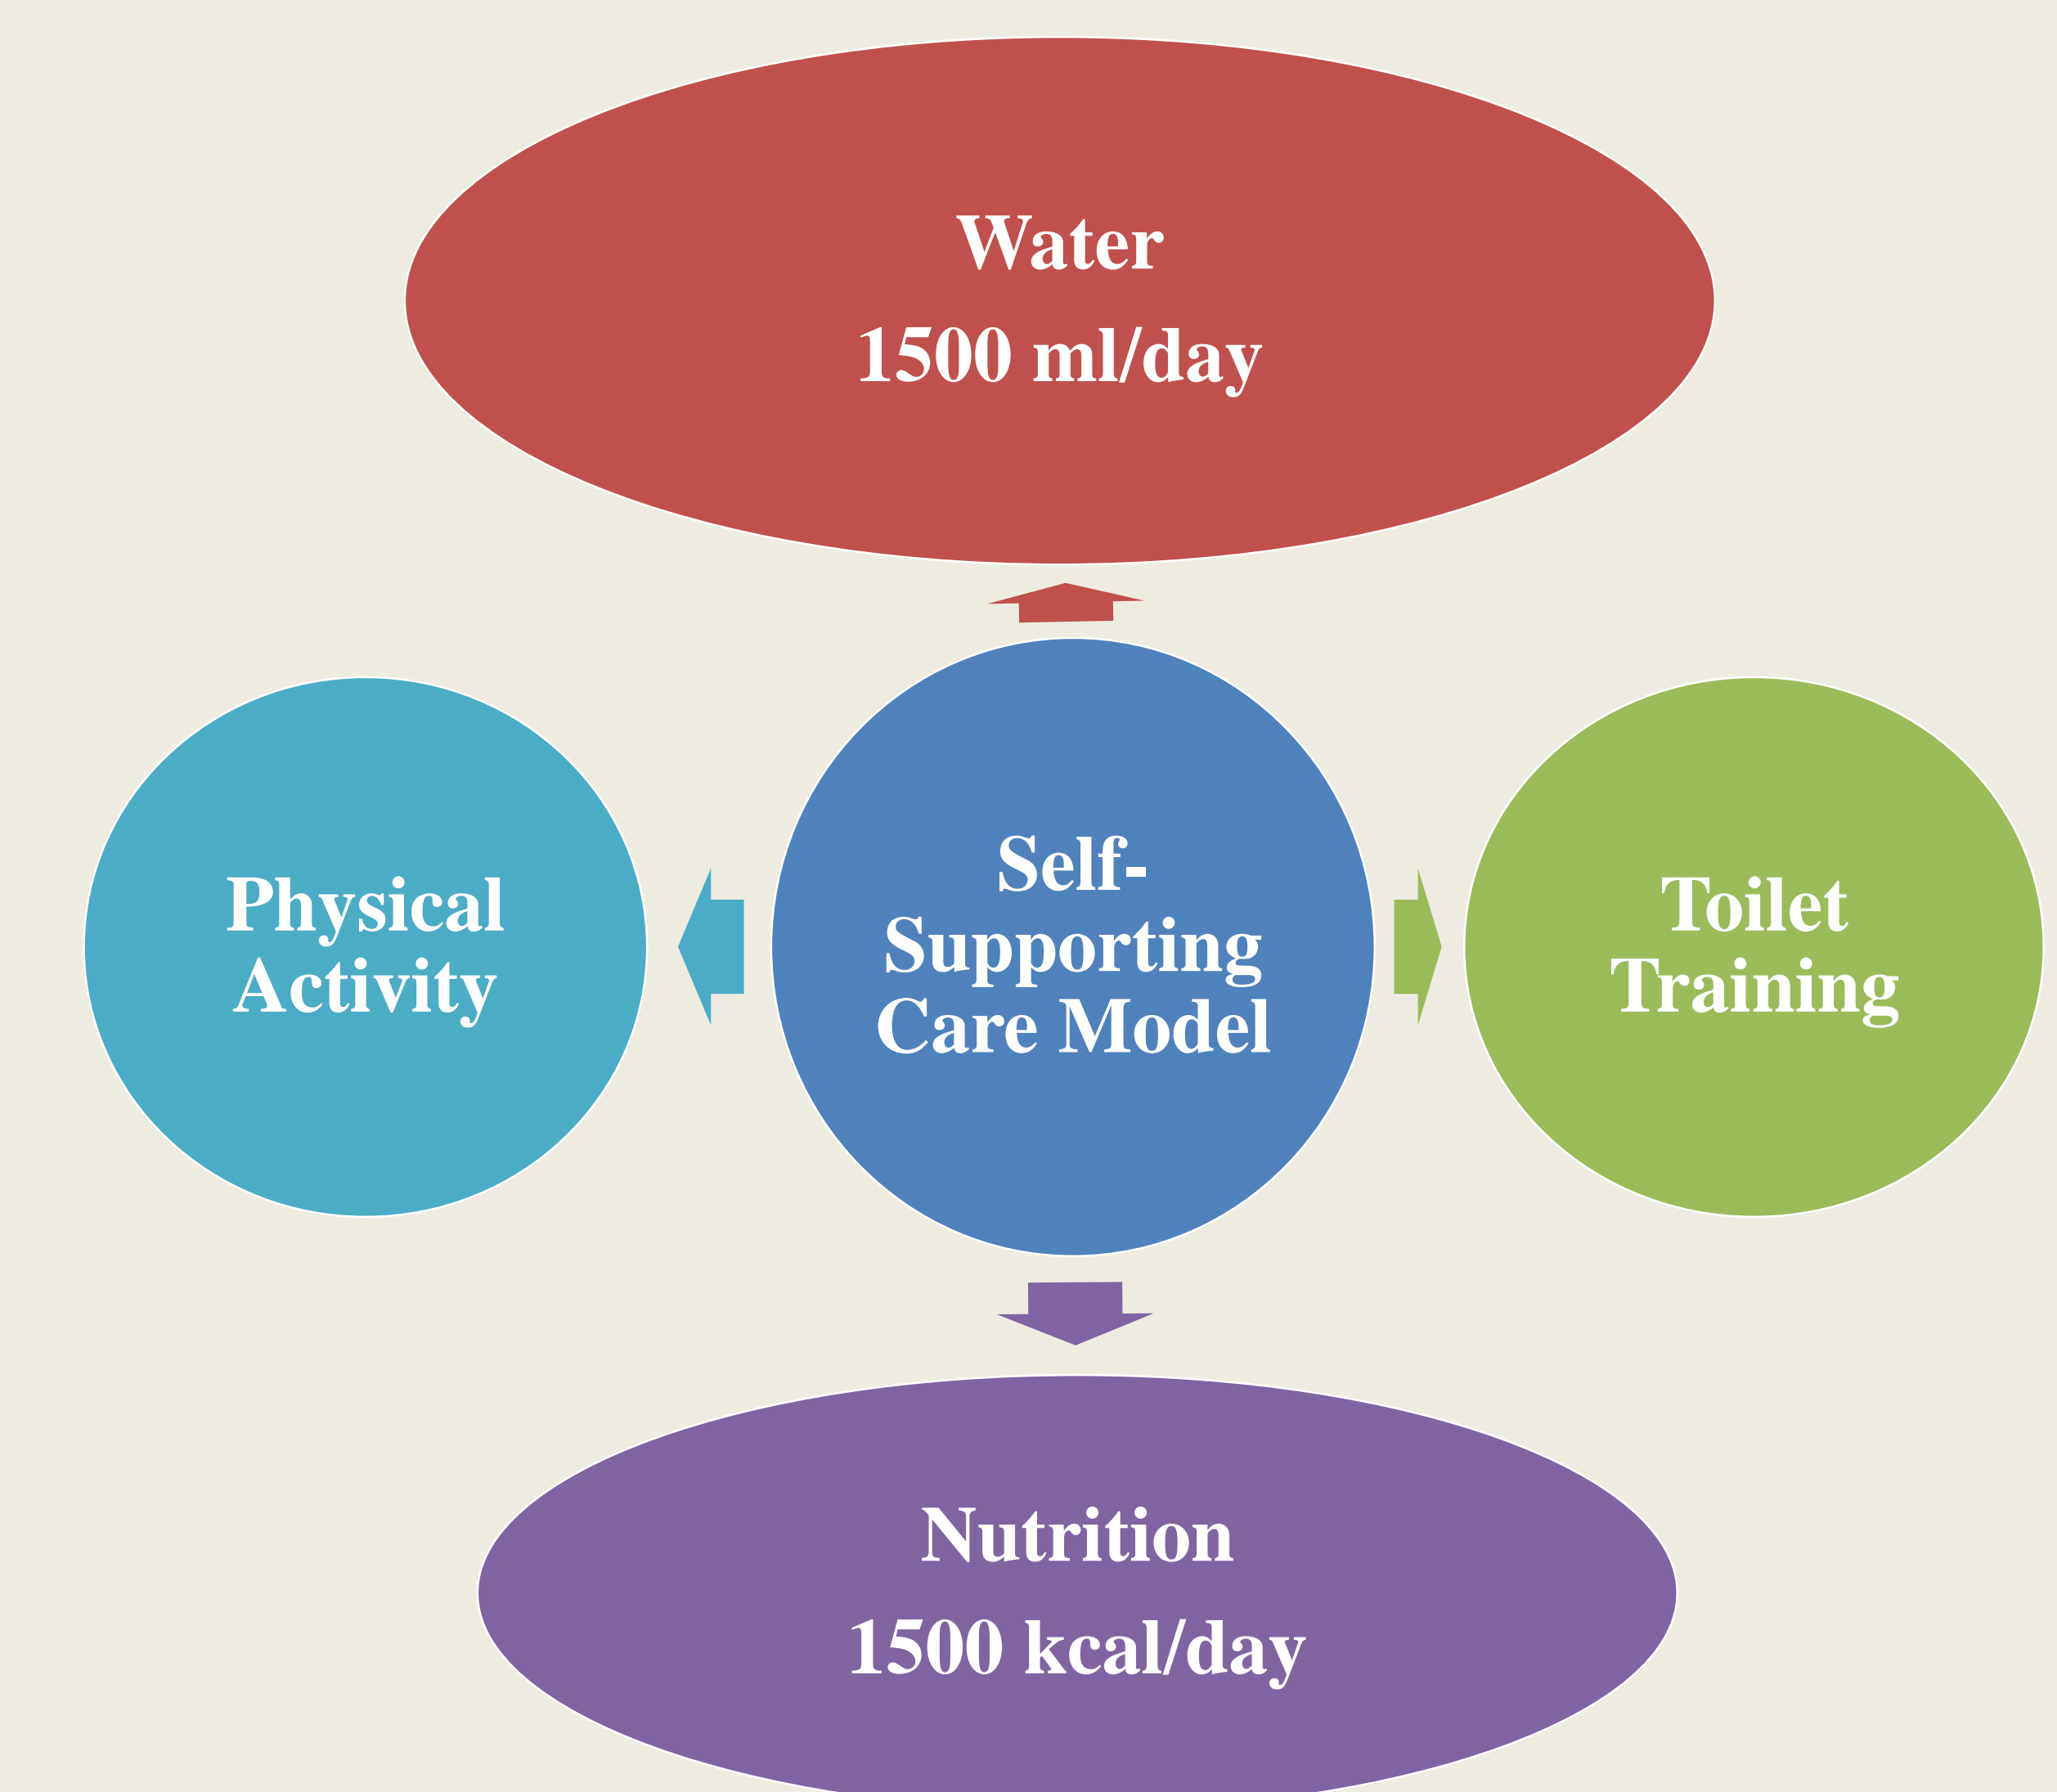 Water
1500 ml/day
Physical
Activity
Self-
Supporting
Care Model
Toilet
Training
Nutrition
1500 kcal/day